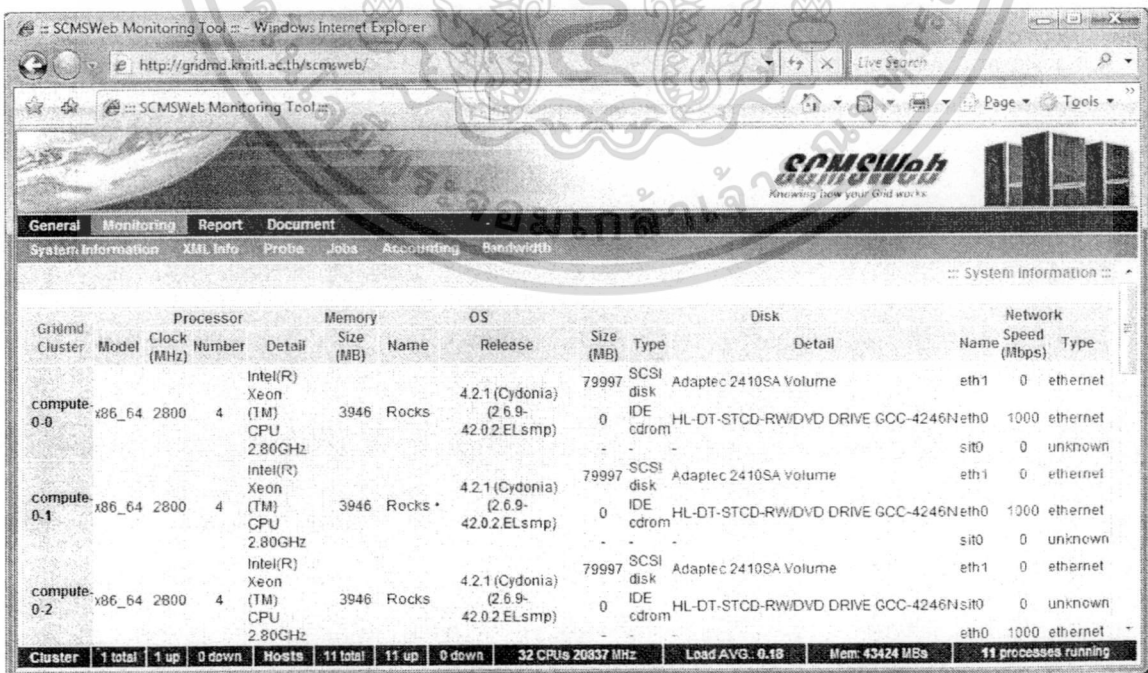 ::: SCMSWeb Monitoring Tool ::: - Windows Internet Explorer
http://gridmd.kmitl.ac.th/scmsweb/
Live Search
::: SCMSWeb Monitoring Tool :::
Page Tools
SCMSWeb
Knowing how your Grid works
General Monitoring Report Document
System Information XML Info Probe Jobs Accounting Bandwidth
::: System Information :::
Gridmd Cluster Processor Memory OS Disk Network
Model Clock (MHz) Number Detail Size (MB) Name Release Size (MB) Type Detail Name Speed (Mbps) Type
compute-0-0 x86_64 2800 4 Intel(R) Xeon (TM) CPU 2.80GHz 3946 Rocks 4.2.1 (Cydonia) (2.6.9-42.0.2.ELsmp) 79997 SCSI disk Adaptec 2410SA Volume eth1 0 ethernet
0 IDE cdrom HL-DT-STCD-RW/DVD DRIVE GCC-4246N eth0 1000 ethernet
- - - sit0 0 unknown
compute-0-1 x86_64 2800 4 Intel(R) Xeon (TM) CPU 2.80GHz 3946 Rocks 4.2.1 (Cydonia) (2.6.9-42.0.2.ELsmp) 79997 SCSI disk Adaptec 2410SA Volume eth1 0 ethernet
0 IDE cdrom HL-DT-STCD-RW/DVD DRIVE GCC-4246N eth0 1000 ethernet
- - - sit0 0 unknown
compute-0-2 x86_64 2800 4 Intel(R) Xeon (TM) CPU 2.80GHz 3946 Rocks 4.2.1 (Cydonia) (2.6.9-42.0.2.ELsmp) 79997 SCSI disk Adaptec 2410SA Volume eth1 0 ethernet
0 IDE cdrom HL-DT-STCD-RW/DVD DRIVE GCC-4246N sit0 0 unknown
- - - eth0 1000 ethernet
Cluster 1 total 1 up 0 down Hosts 11 total 11 up 0 down 32 CPUs 20837 MHz Load AVG.: 0.18 Mem: 43424 MBs 11 processes running